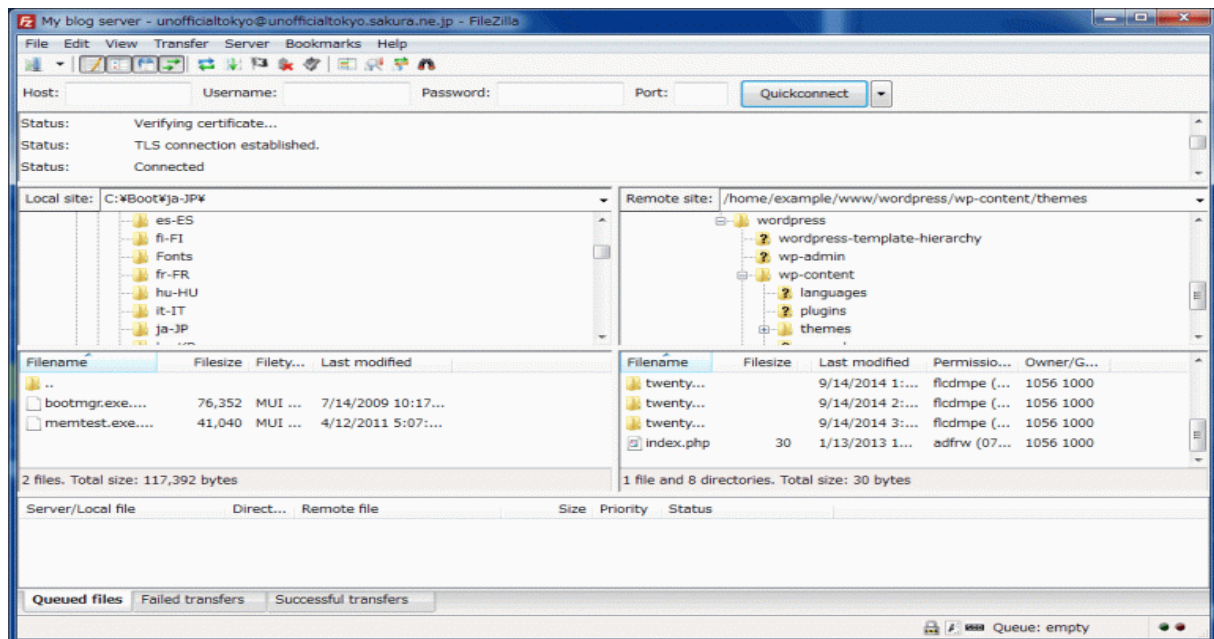 My blog server - unofficialtokyo@unofficialtokyo.sakura.ne.jp - FileZilla
File Edit View Transfer Server Bookmarks Help
Host: Username: Password: Port: Quickconnect
Status: Verifying certificate...
Status: TLS connection established.
Status: Connected
Local site: C:¥Boot¥ja-JP¥
es-ES
fi-FI
Fonts
fr-FR
hu-HU
it-IT
ja-JP
Remote site: /home/example/www/wordpress/wp-content/themes
wordpress
wordpress-template-hierarchy
wp-admin
wp-content
languages
plugins
themes
Filename Filesize Filety... Last modified
..
bootmgr.exe.... 76,352 MUI ... 7/14/2009 10:17...
memtest.exe.... 41,040 MUI ... 4/12/2011 5:07:...
2 files. Total size: 117,392 bytes
Filename Filesize Last modified Permissio... Owner/G...
twenty... 9/14/2014 1:... flcdmpe (... 1056 1000
twenty... 9/14/2014 2:... flcdmpe (... 1056 1000
twenty... 9/14/2014 3:... flcdmpe (... 1056 1000
index.php 30 1/13/2013 1... adfrw (07... 1056 1000
1 file and 8 directories. Total size: 30 bytes
Server/Local file Direct... Remote file Size Priority Status
Queued files Failed transfers Successful transfers
Queue: empty